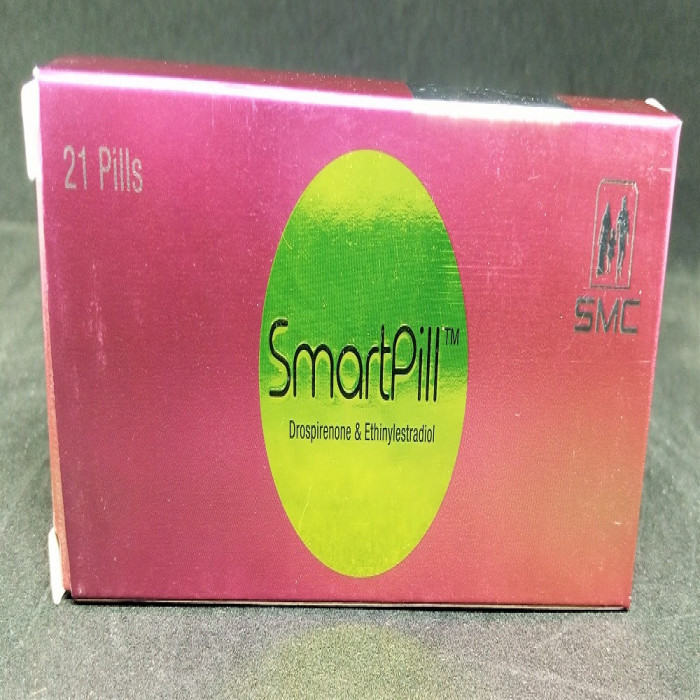 21 Pills
SMC
SmartPill™
Drospirenone & Ethinylestradiol